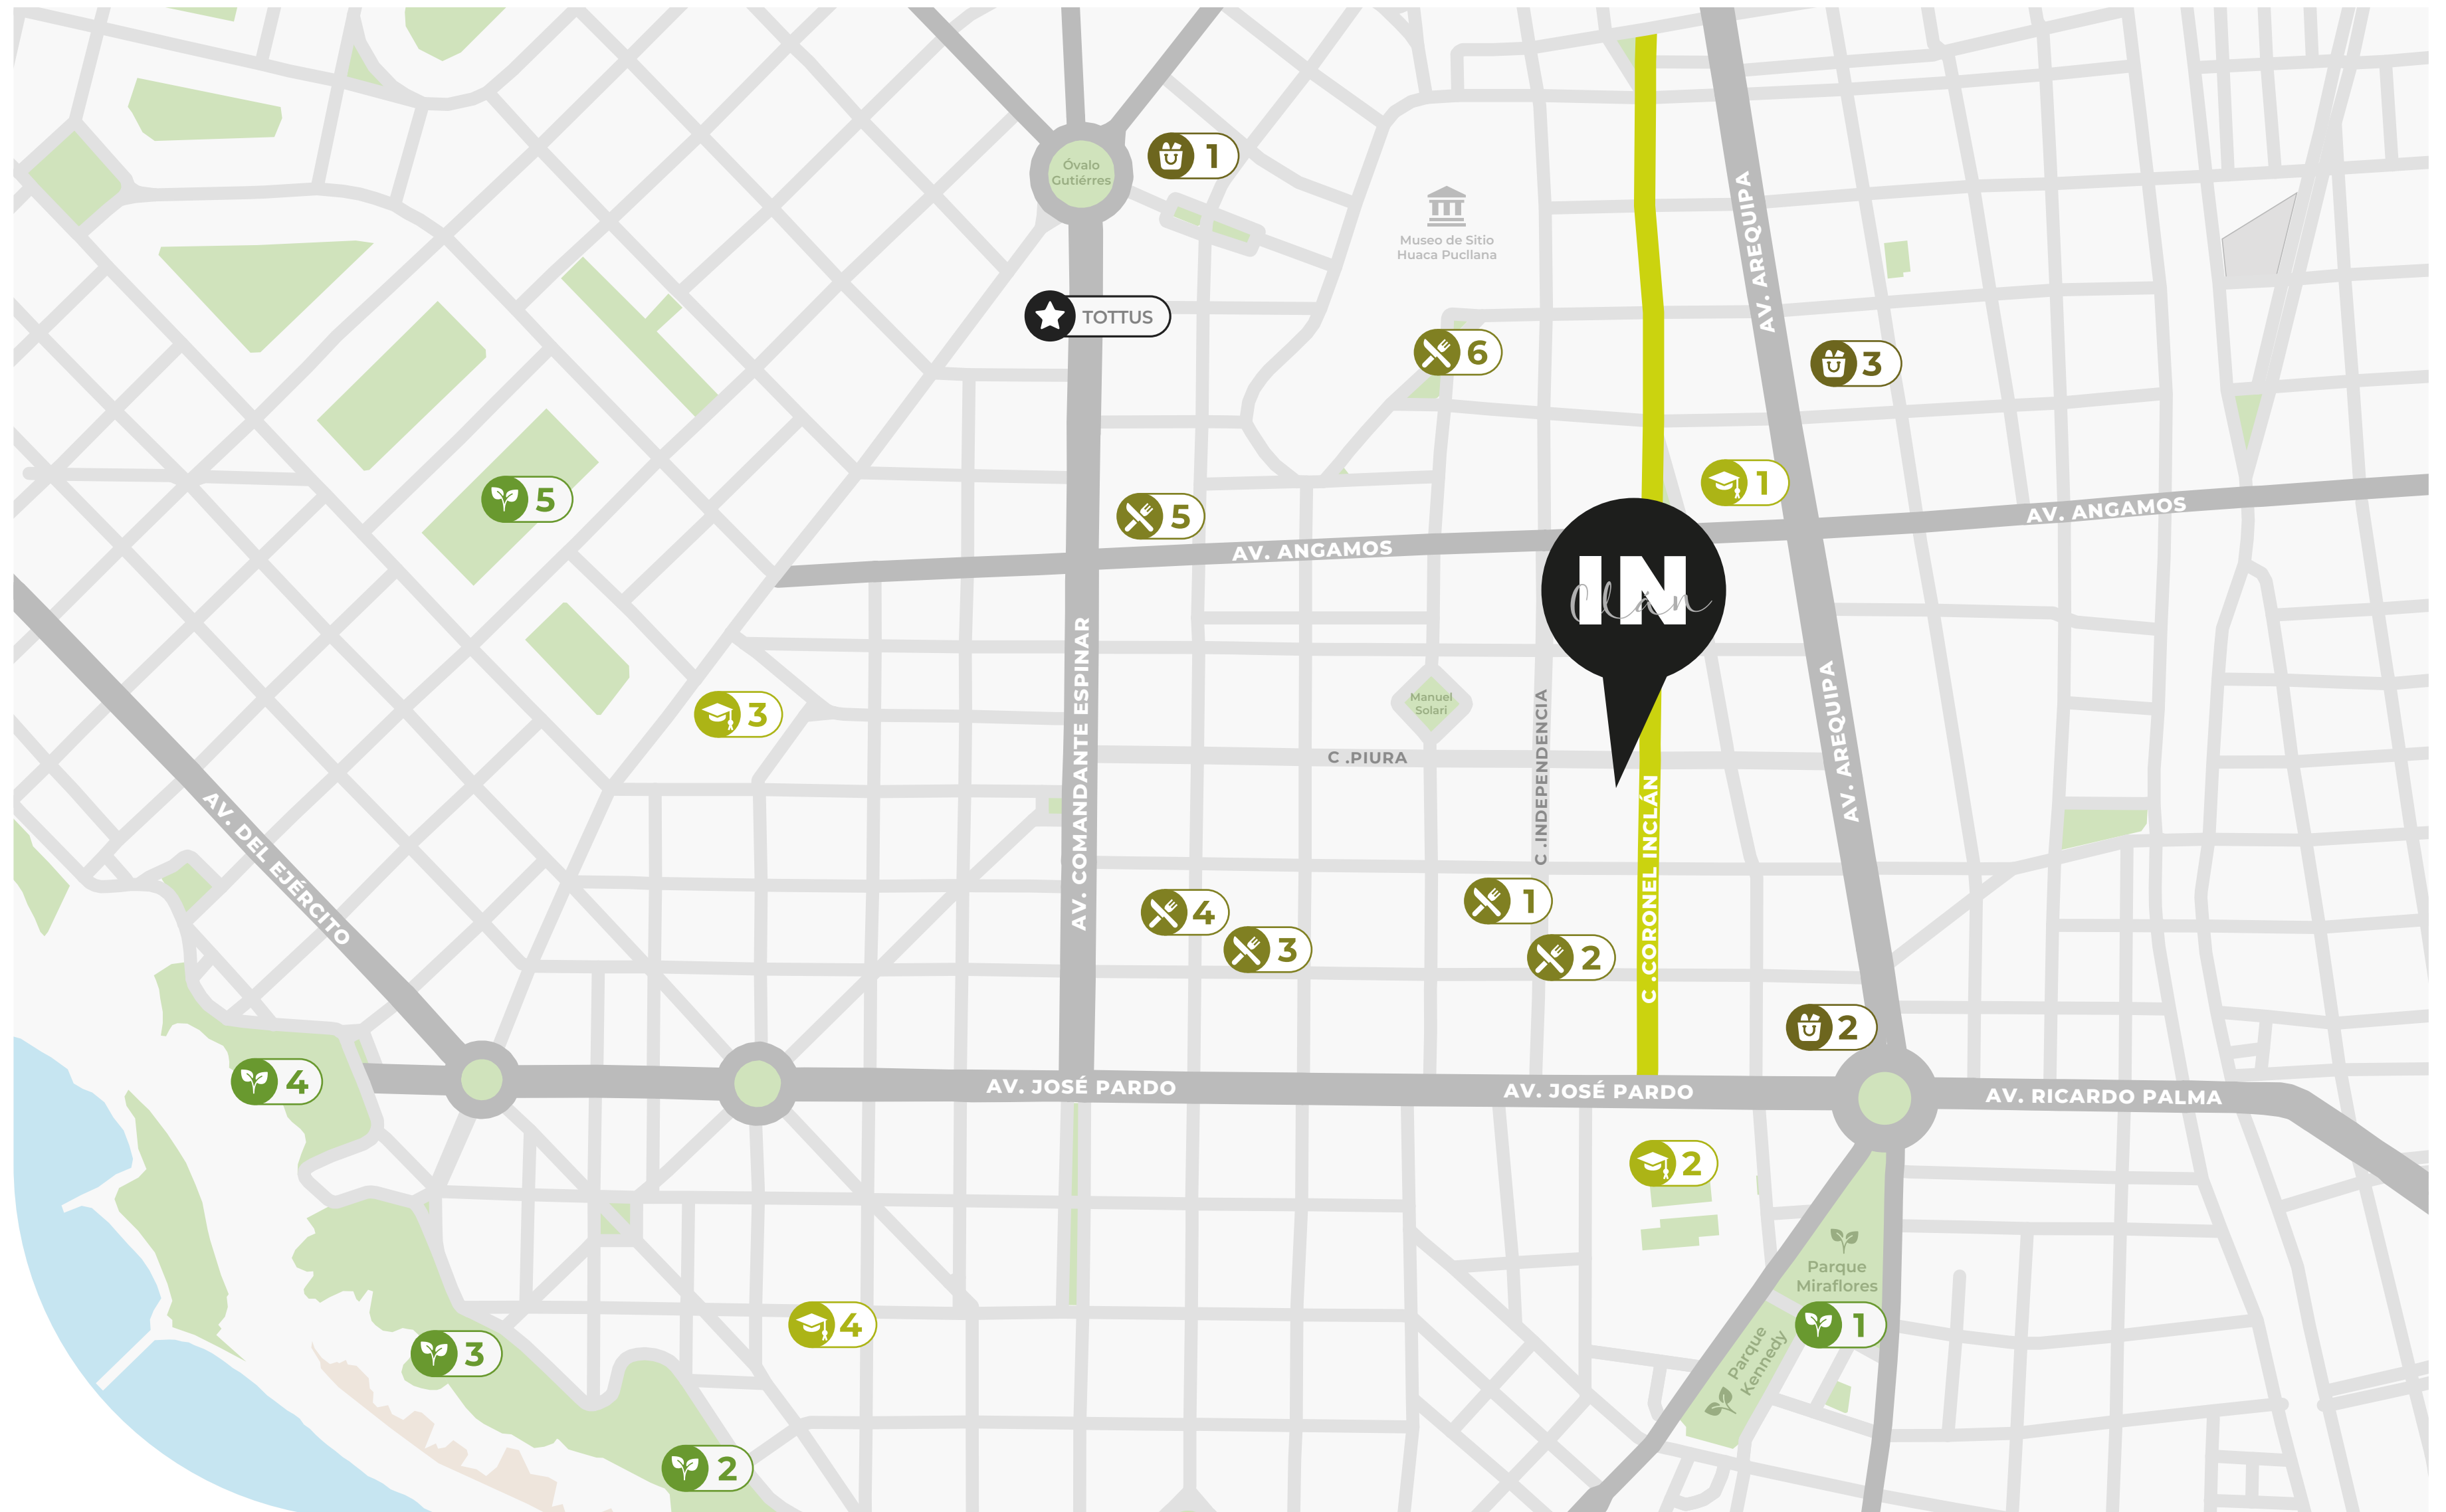 Óvalo
Gutiérres
1
Museo de Sitio
Huaca Pucllana
AV. AREQUIPA
TOTTUS
6
3
1
5
5
AV. ANGAMOS
AV. ANGAMOS
IN
Clán
AV. COMANDANTE ESPINAR
Manuel
Solari
C .INDEPENDENCIA
AV. AREQUIPA
3
C .PIURA
C .CORONEL INCLÁN
AV. DEL EJÉRCITO
4
3
1
2
2
4
AV. JOSÉ PARDO
AV. JOSÉ PARDO
AV. RICARDO PALMA
2
Parque
Miraflores
1
4
3
Parque
Kennedy
2